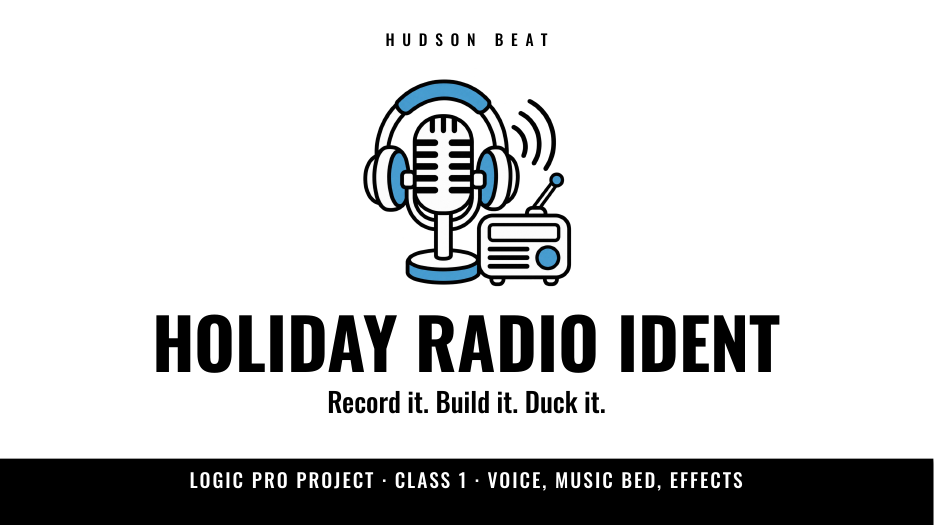 HUDSON BEAT
HOLIDAY RADIO IDENT
Record it. Build it. Duck it.
LOGIC PRO PROJECT · CLASS 1 · VOICE, MUSIC BED, EFFECTS